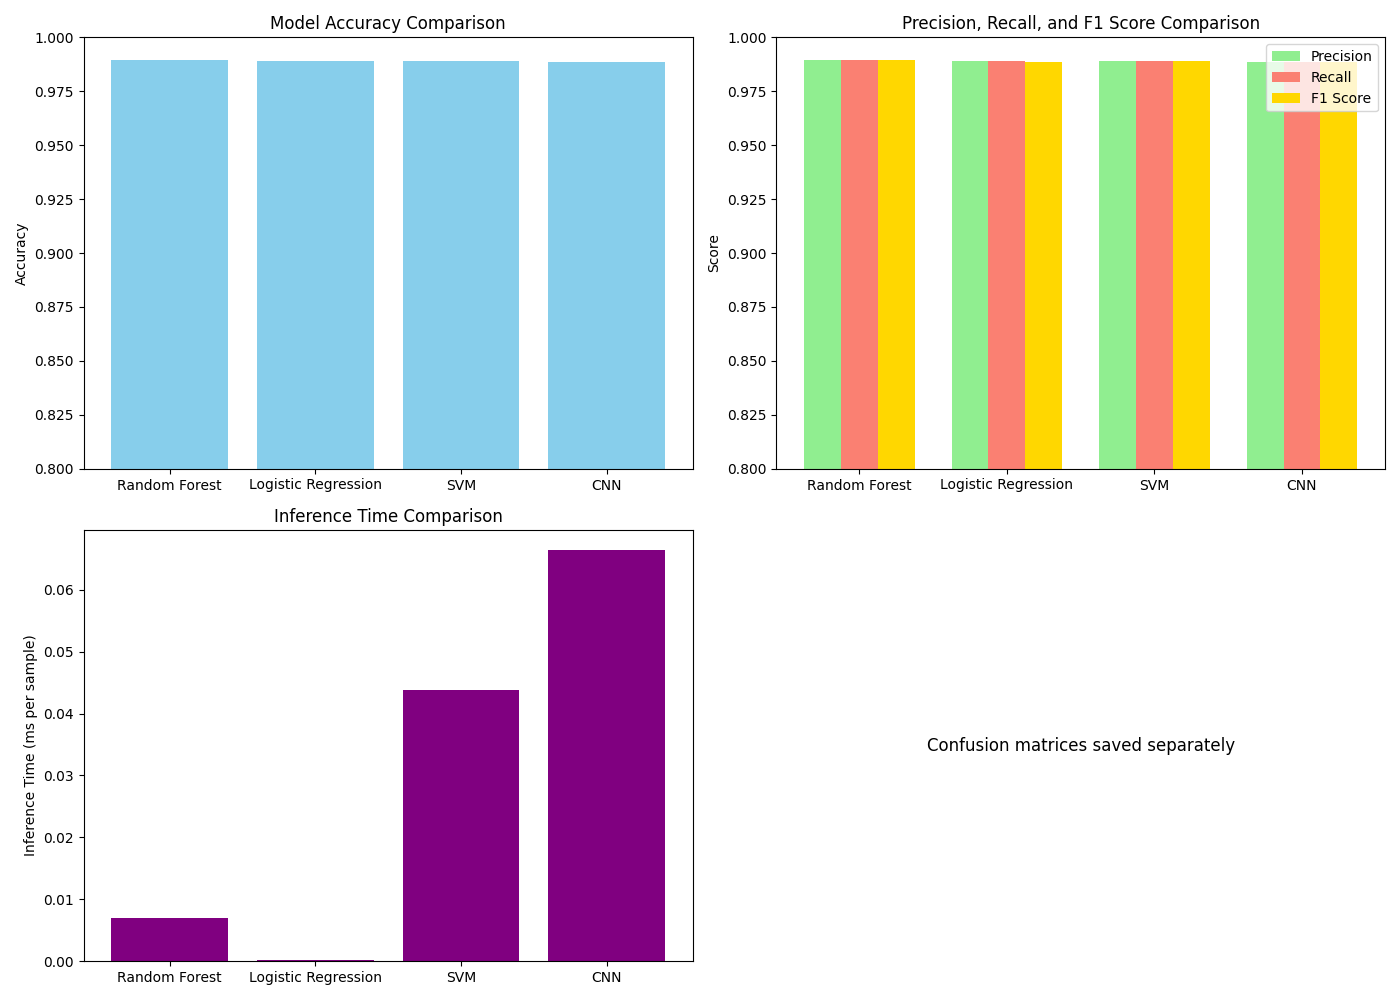 Model Accuracy Comparison
1.000
0.975
0.950
0.925
0.900
0.875
0.850
0.825
0.800
Accuracy
Random Forest Logistic Regression SVM CNN
Precision, Recall, and F1 Score Comparison
1.000
0.975
0.950
0.925
0.900
0.875
0.850
0.825
0.800
Score
Precision
Recall
F1 Score
Random Forest Logistic Regression SVM CNN
Inference Time Comparison
0.06
0.05
0.04
0.03
0.02
0.01
0.00
Inference Time (ms per sample)
Random Forest Logistic Regression SVM CNN
Confusion matrices saved separately